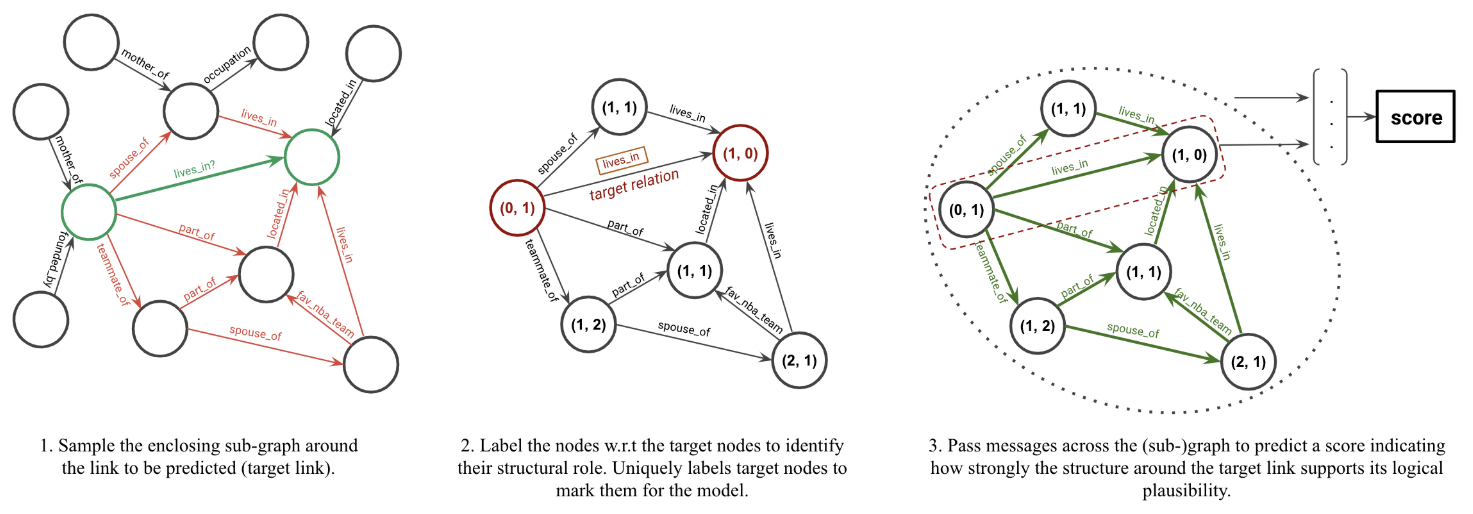 mother_of
occupation
located_in
mother_of
spouse_of
lives_in
lives_in?
founded_by
part_of
located_in
lives_in
teammate_of
part_of
fav_nba_team
spouse_of
1. Sample the enclosing sub-graph around
the link to be predicted (target link).
(1, 1)
lives_in
spouse_of
lives_in
(1, 0)
target relation
(0, 1)
part_of
located_in
lives_in
teammate_of
(1, 1)
part_of
fav_nba_team
(1, 2)
spouse_of
(2, 1)
2. Label the nodes w.r.t the target nodes to identify
their structural role. Uniquely labels target nodes to
mark them for the model.
(1, 1)
lives_in
spouse_of
lives_in
(1, 0)
(0, 1)
part_of
located_in
lives_in
teammate_of
(1, 1)
part_of
fav_nba_team
(1, 2)
spouse_of
(2, 1)
.
.
.
score
3. Pass messages across the (sub-)graph to predict a score indicating
how strongly the structure around the target link supports its logical
plausibility.